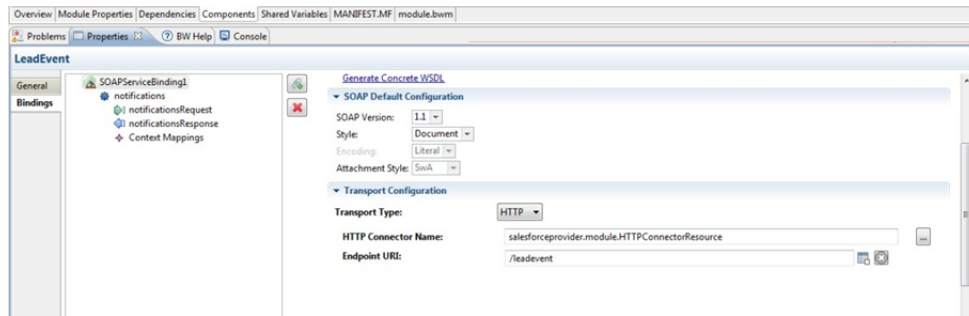 Overview Module Properties Dependencies Components Shared Variables MANIFEST.MF module.bwm
Problems Properties BW Help Console
LeadEvent
General
Bindings
SOAPServiceBinding1
notifications
notificationsRequest
notificationsResponse
Context Mappings
Generate Concrete WSDL
SOAP Default Configuration
SOAP Version: 1.1
Style: Document
Encoding: Literal
Attachment Style: SwA
Transport Configuration
Transport Type: HTTP
HTTP Connector Name: salesforceprovider.module.HTTPConnectorResource ...
Endpoint URI: /leadevent